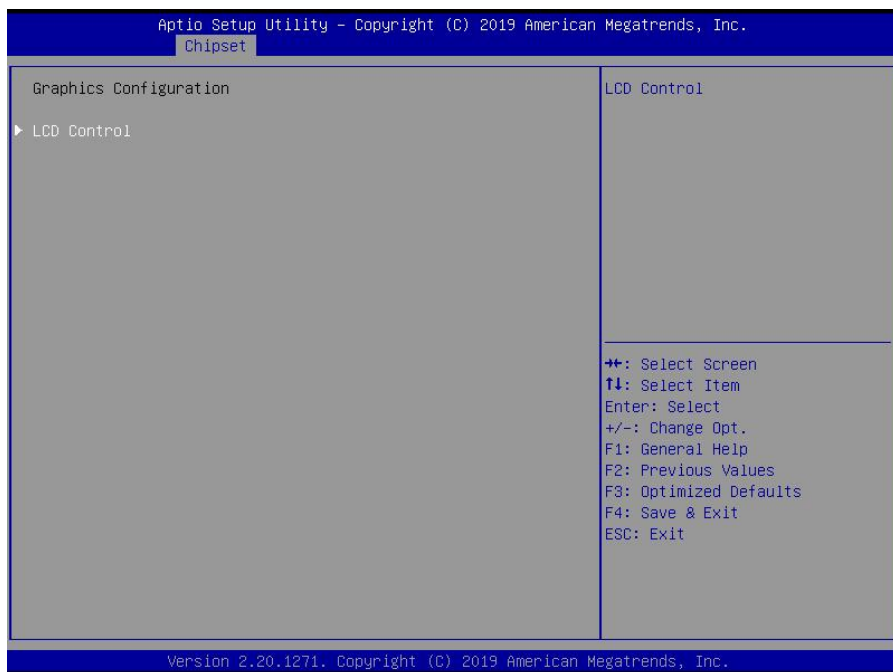 Aptio Setup Utility – Copyright (C) 2019 American Megatrends, Inc.
Chipset
Graphics Configuration
▶ LCD Control
LCD Control
→←: Select Screen
↑↓: Select Item
Enter: Select
+/-: Change Opt.
F1: General Help
F2: Previous Values
F3: Optimized Defaults
F4: Save & Exit
ESC: Exit
Version 2.20.1271. Copyright (C) 2019 American Megatrends, Inc.